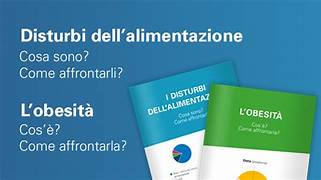 Disturbi dell'alimentazione
Cosa sono?
Come affrontarli?
L'obesità
Cos'è?
Come affrontarla?
I DISTURBI
DELL'ALIMENTAZIONE
Cosa sono?
Come affrontarli?
L'OBESITÀ
Cos'è?
Come affrontarla?